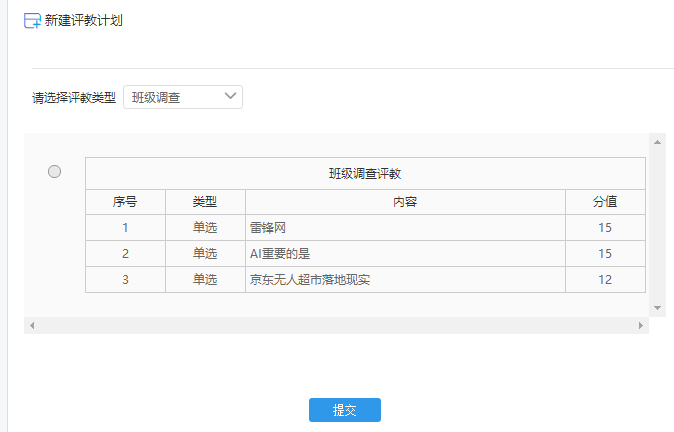 新建评教计划
请选择评教类型 班级调查
班级调查评教
序号 类型 内容 分值
1 单选 雷锋网 15
2 单选 AI重要的是 15
3 单选 京东无人超市落地现实 12
提交